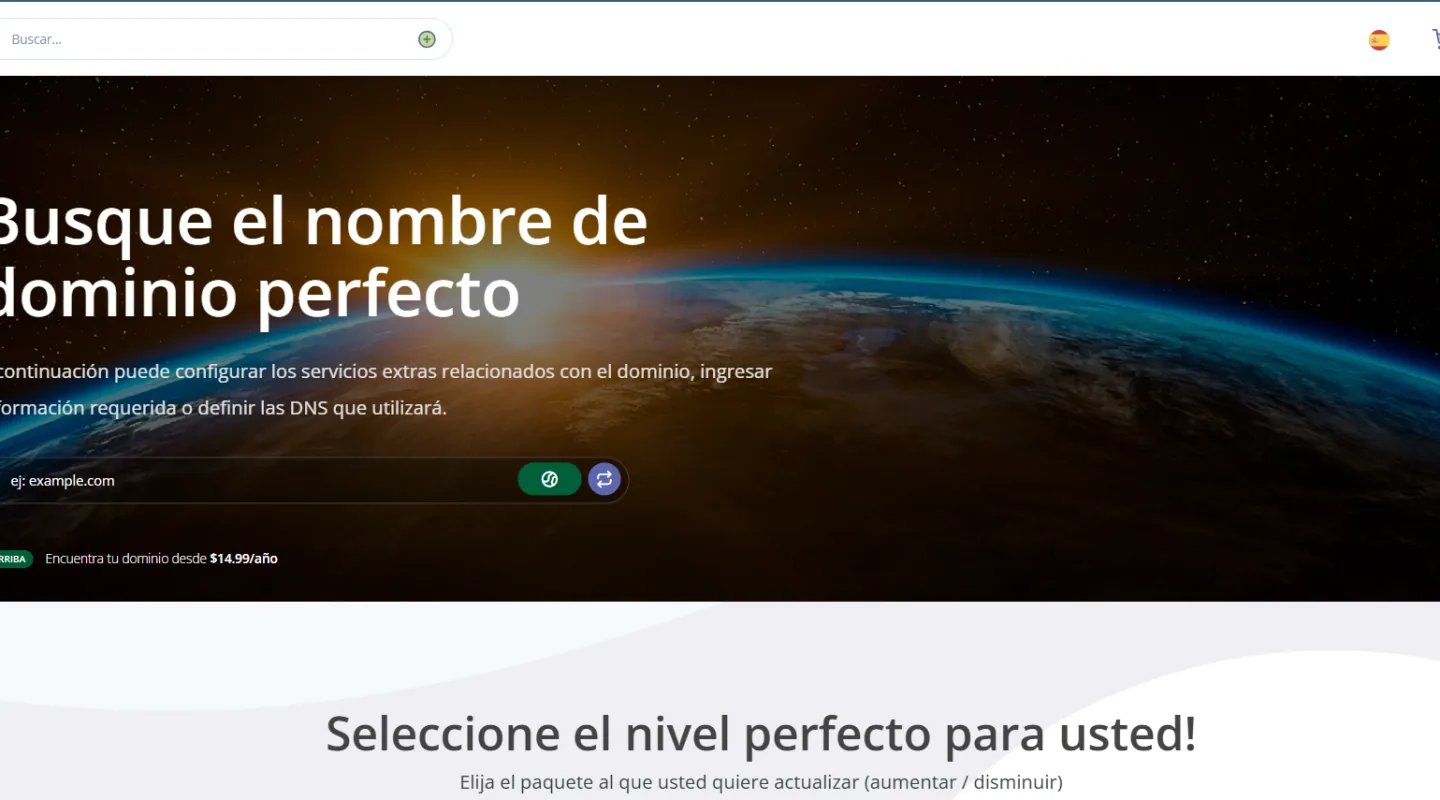 Buscar...
Busque el nombre de
dominio perfecto
continuación puede configurar los servicios extras relacionados con el dominio, ingresar
formación requerida o definir las DNS que utilizará.
ej: example.com
RRIBA Encuentra tu dominio desde $14.99/año
Seleccione el nivel perfecto para usted!
Elija el paquete al que usted quiere actualizar (aumentar / disminuir)